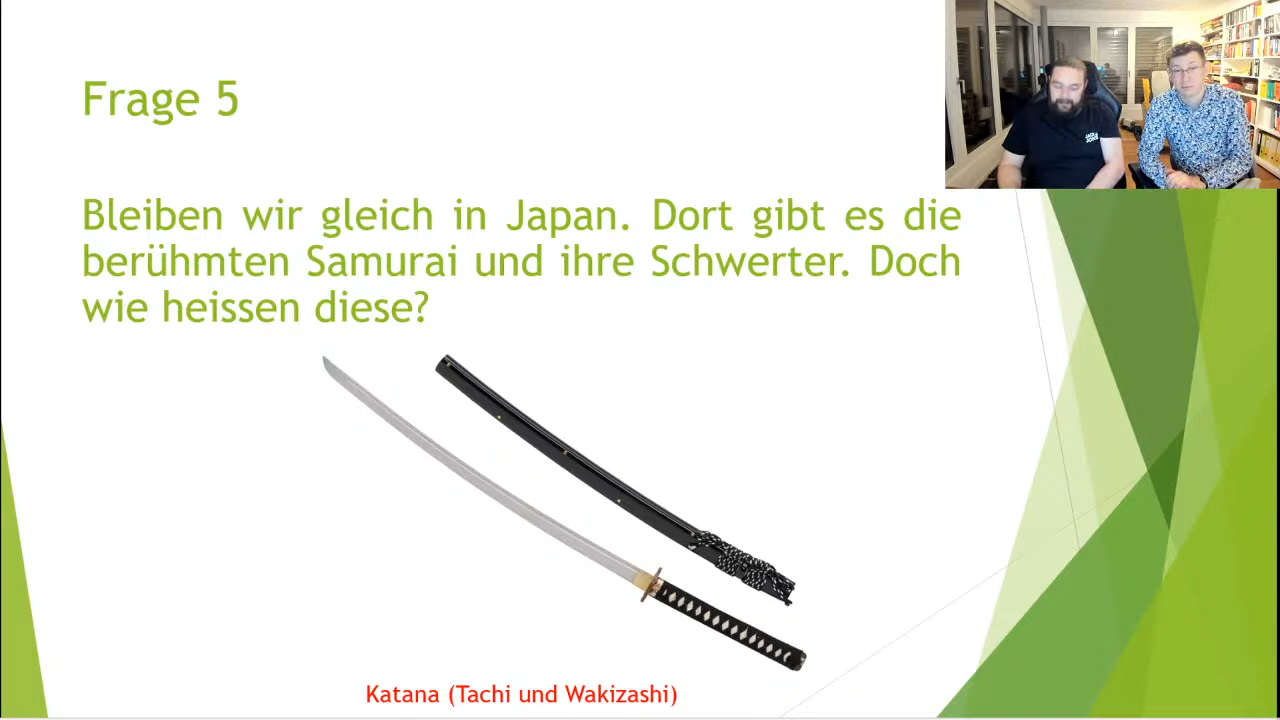 Frage 5
Bleiben wir gleich in Japan. Dort gibt es die
berühmten Samurai und ihre Schwerter. Doch
wie heissen diese?
Katana (Tachi und Wakizashi)